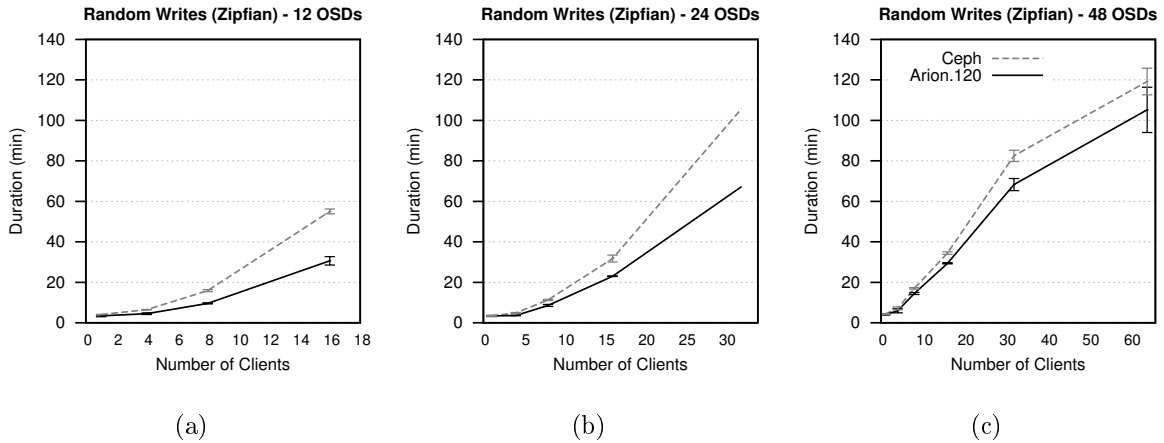 Random Writes (Zipfian) - 12 OSDs
140
120
100
80
60
40
20
0
Duration (min)
0 2 4 6 8 10 12 14 16 18
Number of Clients
(a)
Random Writes (Zipfian) - 24 OSDs
140
120
100
80
60
40
20
0
Duration (min)
0 5 10 15 20 25 30
Number of Clients
(b)
Random Writes (Zipfian) - 48 OSDs
Ceph
Arion.120
140
120
100
80
60
40
20
0
Duration (min)
0 10 20 30 40 50 60
Number of Clients
(c)